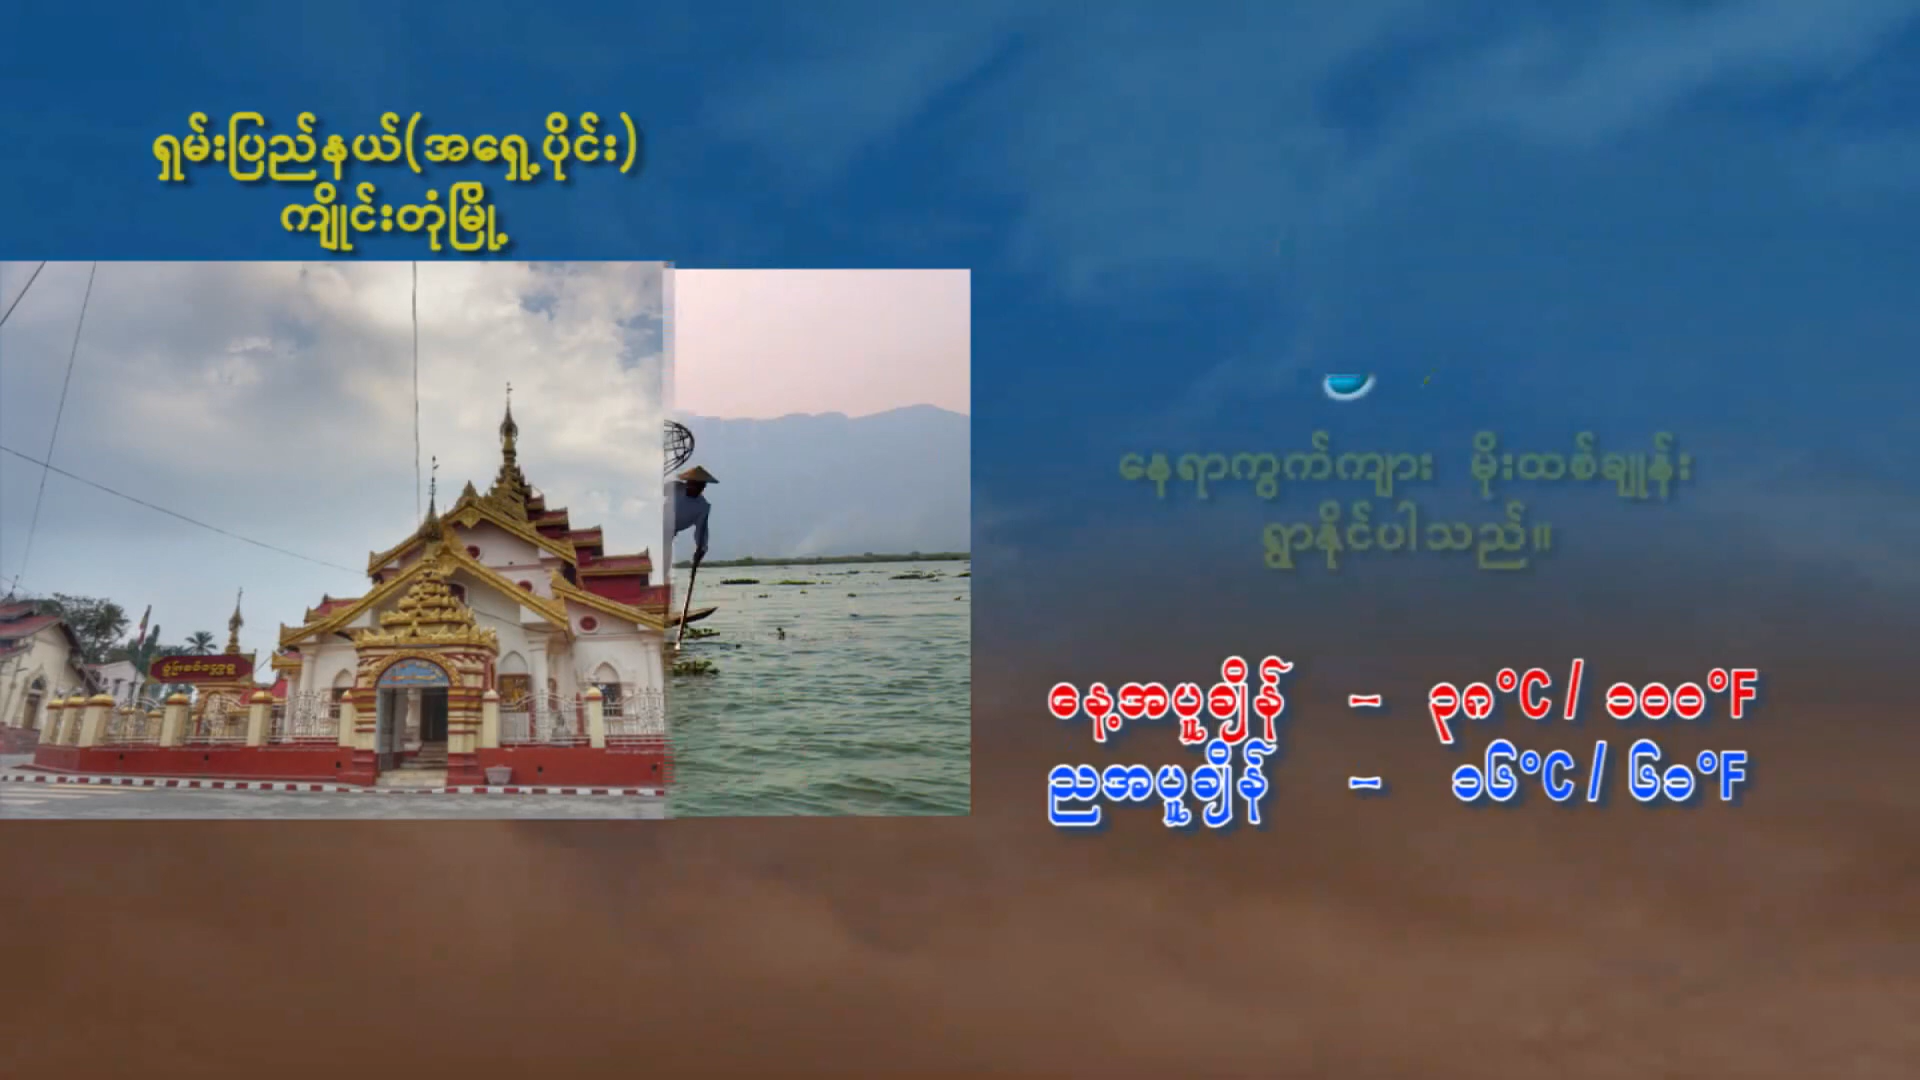 ရှမ်းပြည်နယ်(အရှေ့ပိုင်း)
ကျိုင်းတုံမြို့
နေရာကွက်ကျား မိုးထစ်ချုန်း
ရွာနိုင်ပါသည်။
နေ့အပူချိန် - ၃၈°C / ၁၀၀°F
ညအပူချိန် - ၁၆°C / ၆၁°F